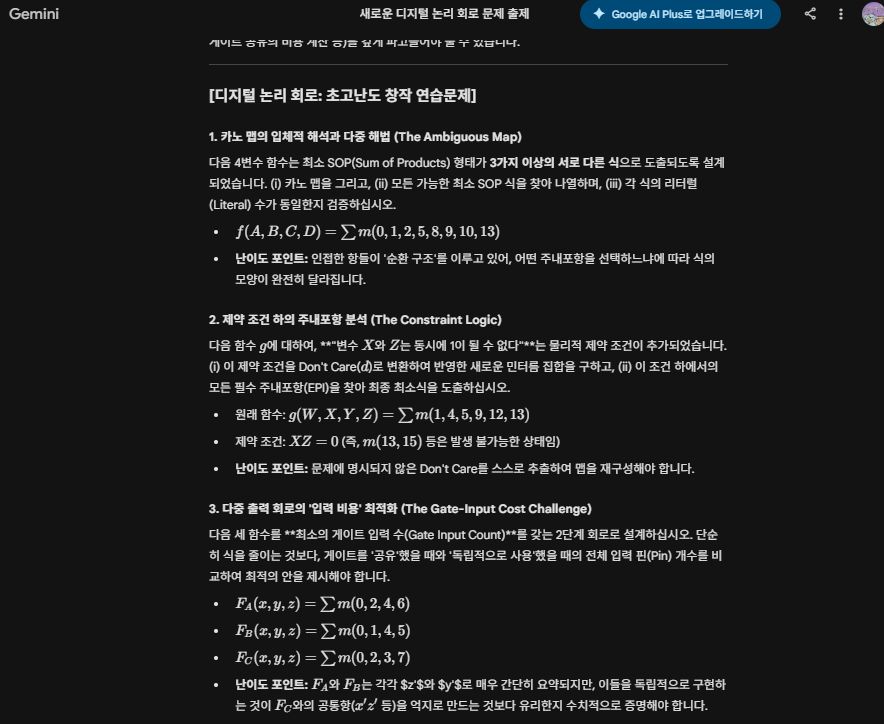 Gemini
새로운 디지털 논리 회로 문제 출제
Google AI Plus로 업그레이드하기
게이트 공유의 비용 계산 등)을 깊게 파고들어야 풀 수 있습니다.
[디지털 논리 회로: 초고난도 창작 연습문제]
1. 카노 맵의 입체적 해석과 다중 해법 (The Ambiguous Map)
다음 4변수 함수는 최소 SOP(Sum of Products) 형태가 3가지 이상의 서로 다른 식으로 도출되도록 설계
되었습니다. (i) 카노 맵을 그리고, (ii) 모든 가능한 최소 SOP 식을 찾아 나열하며, (iii) 각 식의 리터럴
(Literal) 수가 동일한지 검증하십시오.
• f(A, B, C, D) = ∑ m(0, 1, 2, 5, 8, 9, 10, 13)
• 난이도 포인트: 인접한 항들이 '순환 구조'를 이루고 있어, 어떤 주내포항을 선택하느냐에 따라 식의
모양이 완전히 달라집니다.
2. 제약 조건 하의 주내포항 분석 (The Constraint Logic)
다음 함수 g에 대하여, **"변수 X와 Z는 동시에 1이 될 수 없다"**는 물리적 제약 조건이 추가되었습니다.
(i) 이 제약 조건을 Don't Care(d)로 변환하여 반영한 새로운 민터름 집합을 구하고, (ii) 이 조건 하에서의
모든 필수 주내포항(EPI)을 찾아 최종 최소식을 도출하십시오.
• 원래 함수: g(W, X, Y, Z) = ∑ m(1, 4, 5, 9, 12, 13)
• 제약 조건: XZ = 0 (즉, m(13, 15) 등은 발생 불가능한 상태임)
• 난이도 포인트: 문제에 명시되지 않은 Don't Care를 스스로 추출하여 맵을 재구성해야 합니다.
3. 다중 출력 회로의 '입력 비용' 최적화 (The Gate-Input Cost Challenge)
다음 세 함수를 **최소의 게이트 입력 수(Gate Input Count)**를 갖는 2단계 회로로 설계하십시오. 단순
히 식을 줄이는 것보다, 게이트를 '공유'했을 때와 '독립적으로 사용'했을 때의 전체 입력 핀(Pin) 개수를 비
교하여 최적의 안을 제시해야 합니다.
• F_A(x, y, z) = ∑ m(0, 2, 4, 6)
• F_B(x, y, z) = ∑ m(0, 1, 4, 5)
• F_C(x, y, z) = ∑ m(0, 2, 3, 7)
• 난이도 포인트: F_A와 F_B는 각각 $z'$와 $y'$로 매우 간단히 요약되지만, 이들을 독립적으로 구현하
는 것이 F_C와의 공통항(x'z' 등)을 억지로 만드는 것보다 유리한지 수치적으로 증명해야 합니다.